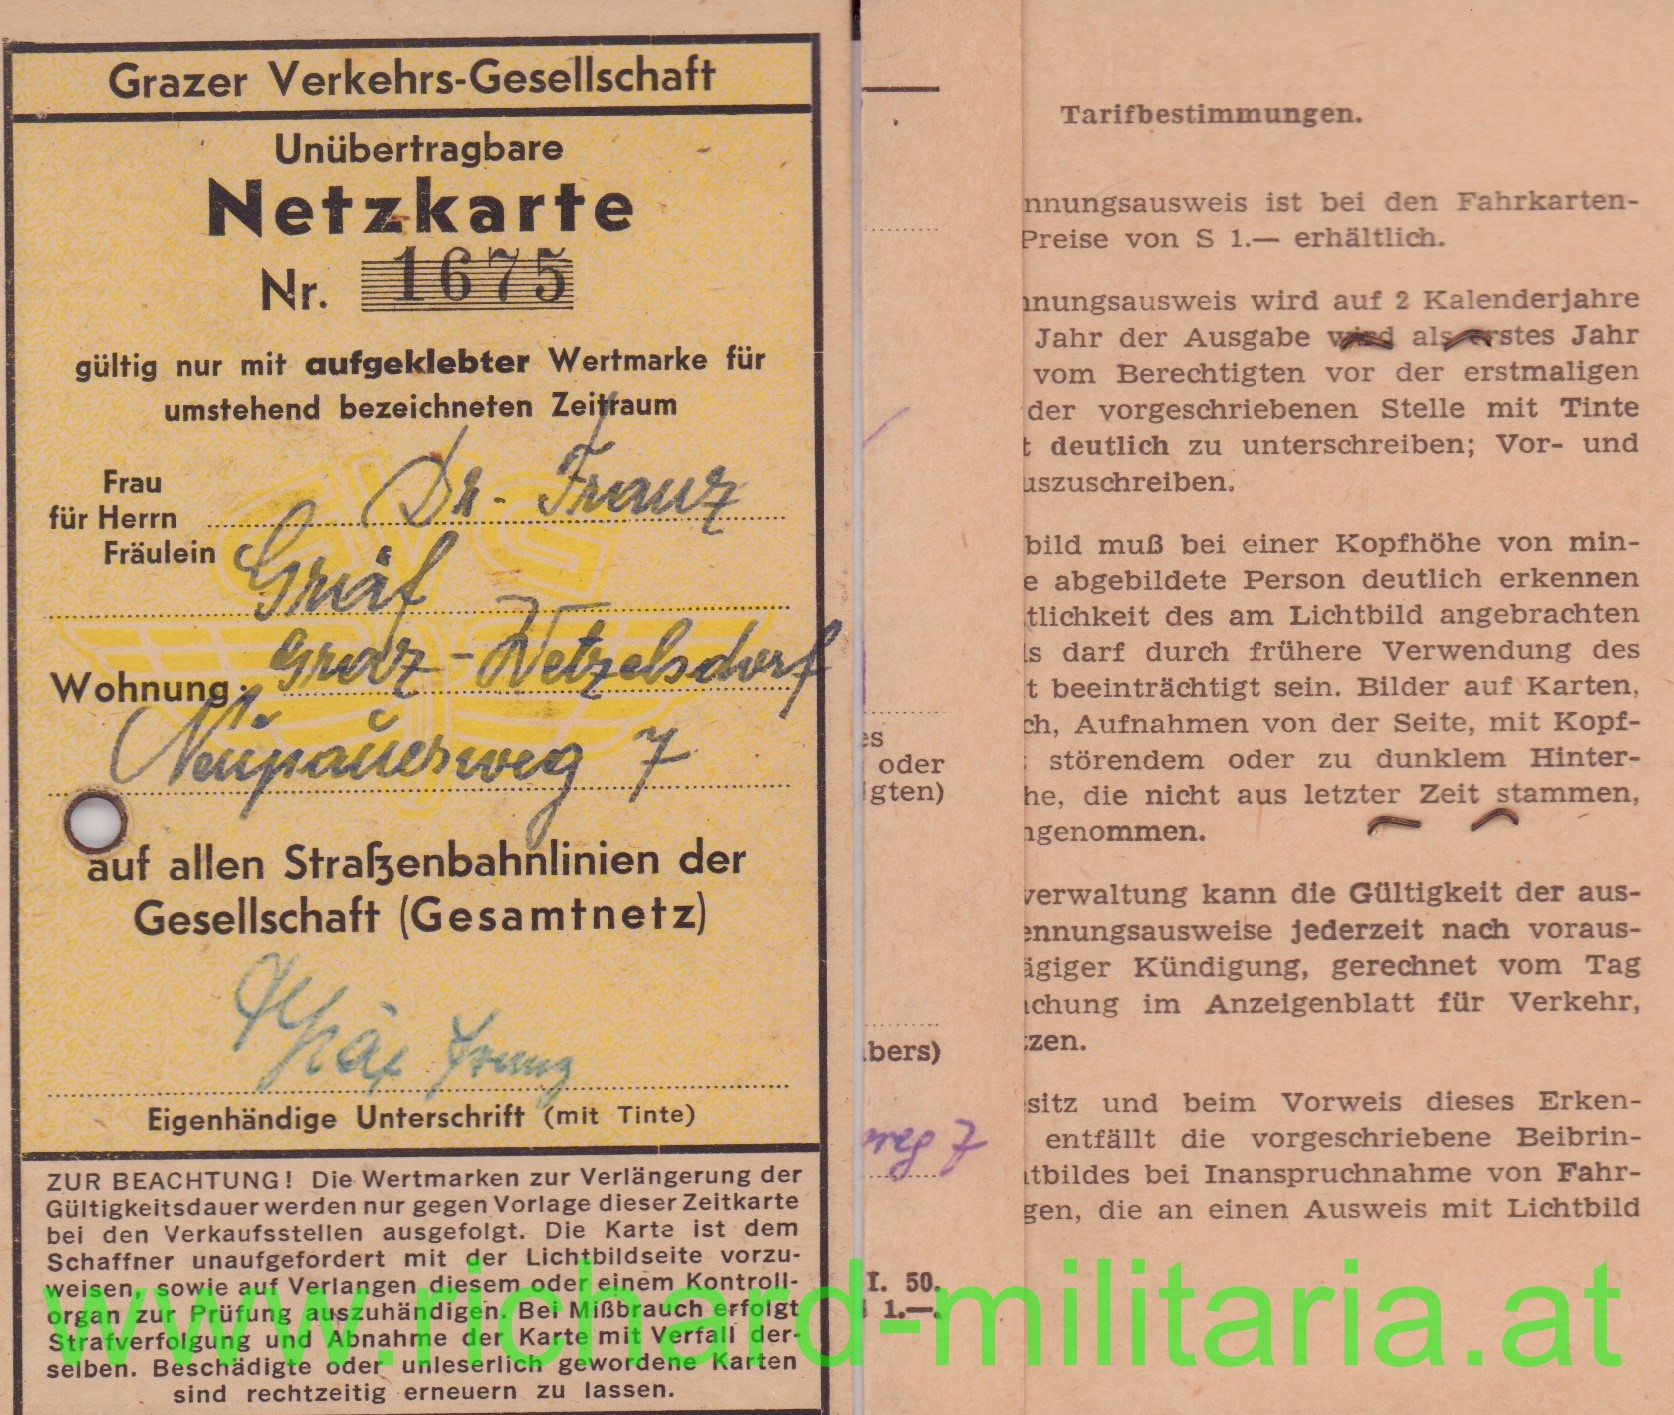 Grazer Verkehrs-Gesellschaft
Unübertragbare
Netzkarte
Nr. 1675
gültig nur mit aufgeklebter Wertmarke für
umstehend bezeichneten Zeitraum
Frau
für Herrn Dr. Franz
Fräulein
Gräf
Wohnung: Graz-Wetzelsdorf
Neupauerweg 7
auf allen Straßenbahnlinien der
Gesellschaft (Gesamtnetz)
Gräf Franz
Eigenhändige Unterschrift (mit Tinte)
ZUR BEACHTUNG! Die Wertmarken zur Verlängerung der
Gültigkeitsdauer werden nur gegen Vorlage dieser Zeitkarte
bei den Verkaufsstellen ausgefolgt. Die Karte ist dem
Schaffner unaufgefordert mit der Lichtbildseite vorzu-
weisen, sowie auf Verlangen diesem oder einem Kontroll-
organ zur Prüfung auszuhändigen. Bei Mißbrauch erfolgt
Strafverfolgung und Abnahme der Karte mit Verfall der-
selben. Beschädigte oder unleserlich gewordene Karten
sind rechtzeitig erneuern zu lassen.
es
oder
gten)
bers)
weg 7
I. 50.
1.—.
Tarifbestimmungen.
nnungsausweis ist bei den Fahrkarten-
Preise von S 1.— erhältlich.
nnungsausweis wird auf 2 Kalenderjahre
Jahr der Ausgabe wird als erstes Jahr
vom Berechtigten vor der erstmaligen
der vorgeschriebenen Stelle mit Tinte
t deutlich zu unterschreiben; Vor- und
uszuschreiben.
bild muß bei einer Kopfhöhe von min-
e abgebildete Person deutlich erkennen
tlichkeit des am Lichtbild angebrachten
ls darf durch frühere Verwendung des
t beeinträchtigt sein. Bilder auf Karten,
ch, Aufnahmen von der Seite, mit Kopf-
störendem oder zu dunklem Hinter-
he, die nicht aus letzter Zeit stammen,
ngenommen.
verwaltung kann die Gültigkeit der aus-
ennungsausweise jederzeit nach voraus-
ägiger Kündigung, gerechnet vom Tag
achung im Anzeigenblatt für Verkehr,
tzen.
sitz und beim Vorweis dieses Erken-
entfällt die vorgeschriebene Beibrin-
htbildes bei Inanspruchnahme von Fahr-
gen, die an einen Ausweis mit Lichtbild
www.richard-militaria.at